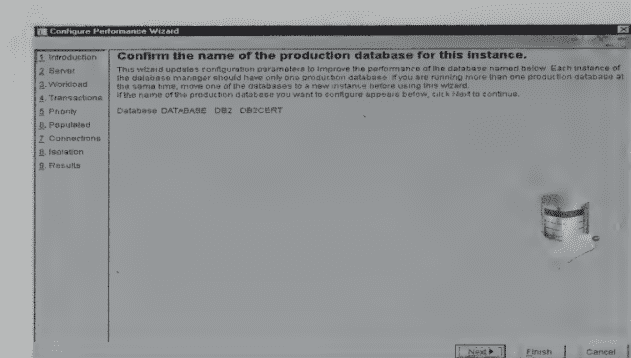 Configure Performance Wizard
1. Introduction
2. Server
3. Workload
4. Transactions
5. Priority
6. Populated
7. Connections
8. Isolation
9. Results
Confirm the name of the production database for this instance.
This wizard updates configuration parameters to improve the performance of the database named below. Each instance of
the database manager should have only one production database. If you are running more than one production database at
the same time, move one of the databases to a new instance before using this wizard.
If the name of the production database you want to configure appears below, click Next to continue.
Database DATABASE DB2 DB2CERT
Next
Finish
Cancel